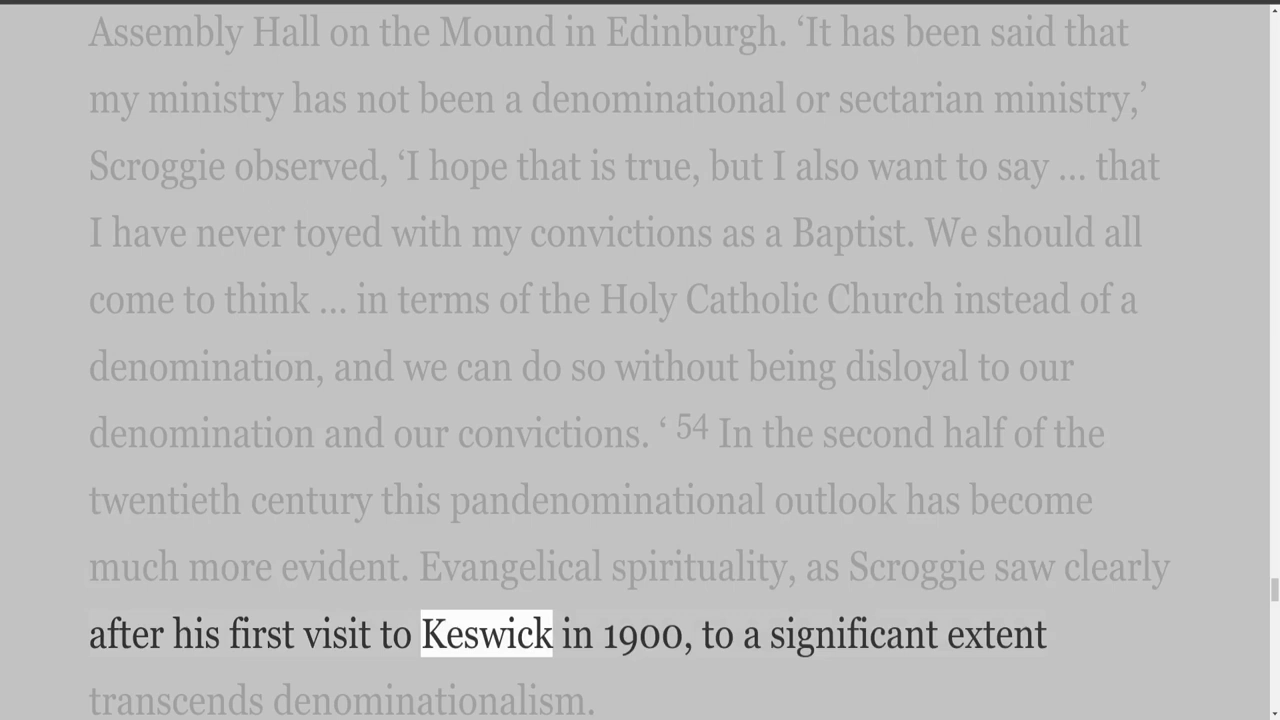 Assembly Hall on the Mound in Edinburgh. ‘It has been said that
my ministry has not been a denominational or sectarian ministry,’
Scroggie observed, ‘I hope that is true, but I also want to say ... that
I have never toyed with my convictions as a Baptist. We should all
come to think ... in terms of the Holy Catholic Church instead of a
denomination, and we can do so without being disloyal to our
denomination and our convictions. ‘ 54 In the second half of the
twentieth century this pandenominational outlook has become
much more evident. Evangelical spirituality, as Scroggie saw clearly
after his first visit to Keswick in 1900, to a significant extent
transcends denominationalism.